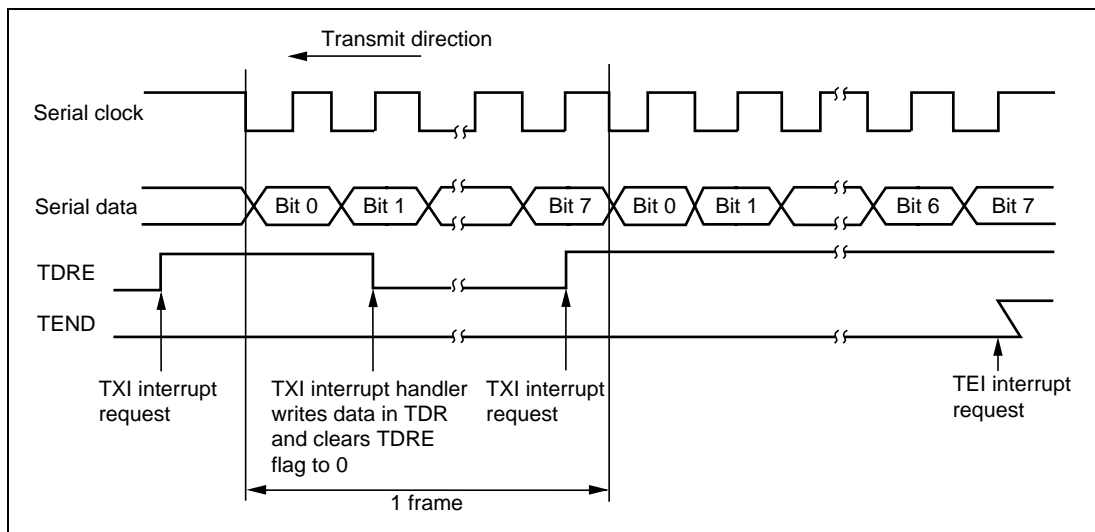 Transmit direction
Serial clock
Serial data
Bit 0
Bit 1
Bit 7
Bit 0
Bit 1
Bit 6
Bit 7
TDRE
TEND
TXI interrupt
request
TXI interrupt handler
writes data in TDR
and clears TDRE
flag to 0
TXI interrupt
request
TEI interrupt
request
1 frame